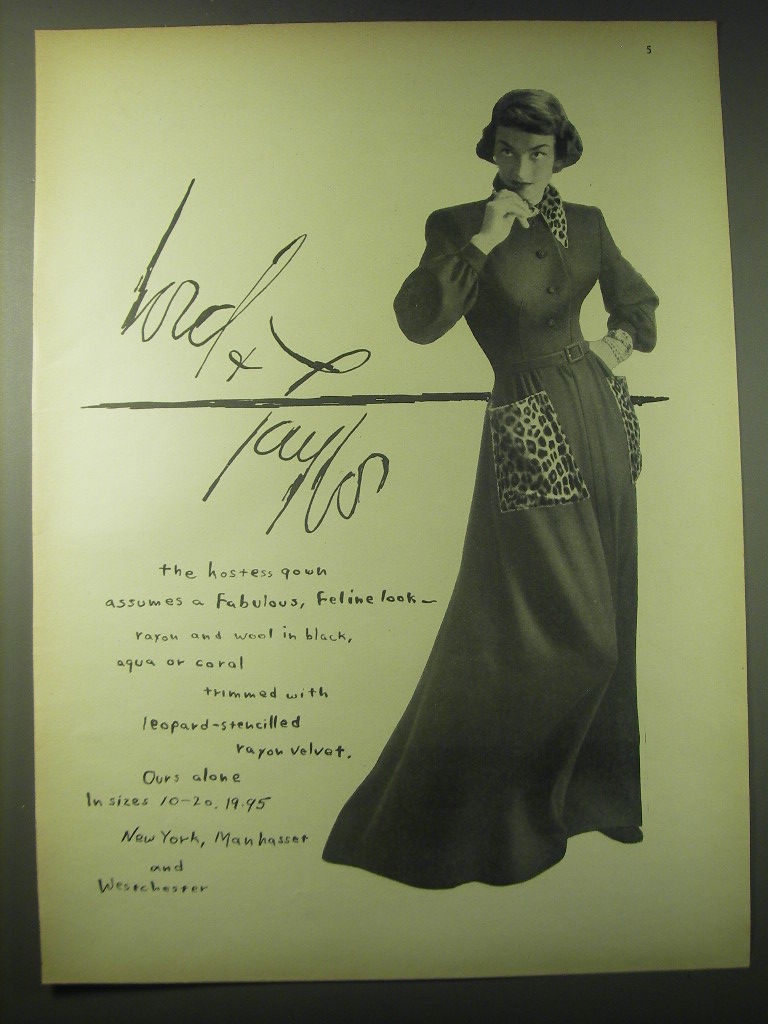 5
Lord &
Taylor
the hostess gown
assumes a fabulous, feline look—
rayon and wool in black,
aqua or coral
trimmed with
leopard-stencilled
rayon velvet.
Ours alone
In sizes 10-20. 19.95
New York, Manhasset
and
Westchester